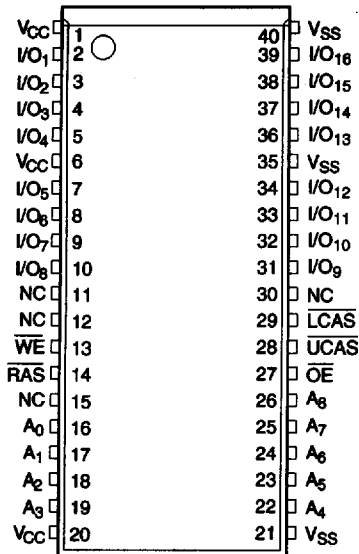 VCC 1 40 VSS
I/O1 2 39 I/O16
I/O2 3 38 I/O15
I/O3 4 37 I/O14
I/O4 5 36 I/O13
VCC 6 35 VSS
I/O5 7 34 I/O12
I/O6 8 33 I/O11
I/O7 9 32 I/O10
I/O8 10 31 I/O9
NC 11 30 NC
NC 12 29 LCAS
WE 13 28 UCAS
RAS 14 27 OE
NC 15 26 A8
A0 16 25 A7
A1 17 24 A6
A2 18 23 A5
A3 19 22 A4
VCC 20 21 VSS